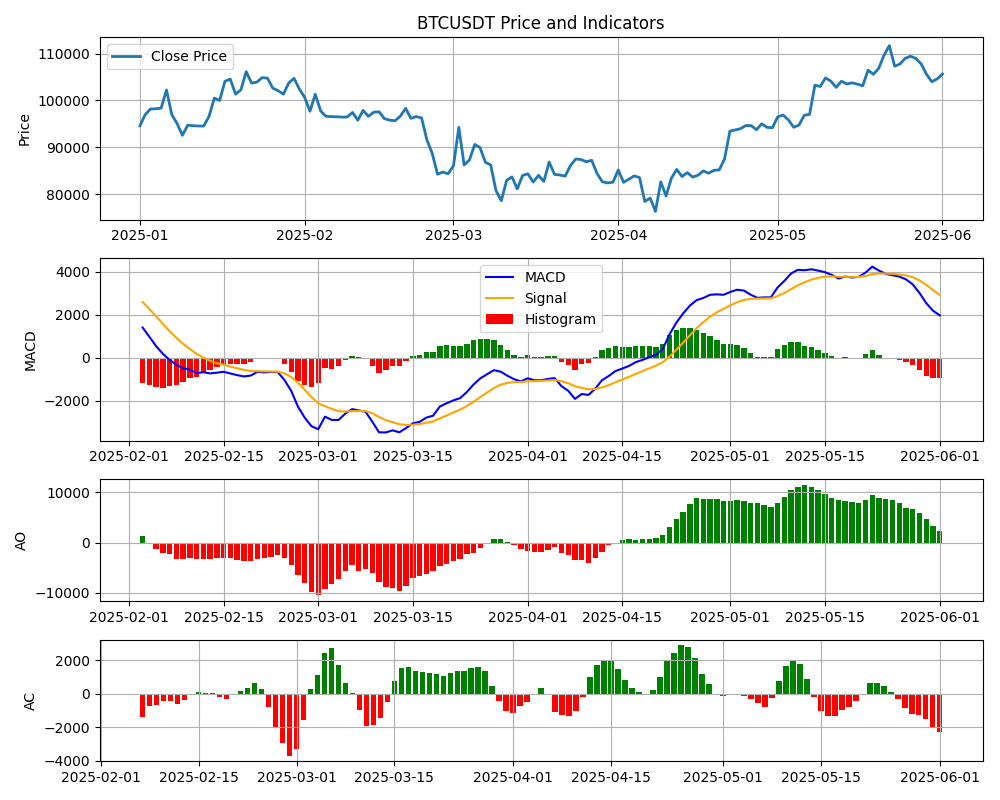 BTCUSDT Price and Indicators
Close Price
Price
110000
100000
90000
80000
2025-01 2025-02 2025-03 2025-04 2025-05 2025-06
MACD
Signal
Histogram
MACD
4000
2000
0
−2000
2025-02-01 2025-02-15 2025-03-01 2025-03-15 2025-04-01 2025-04-15 2025-05-01 2025-05-15 2025-06-01
AO
10000
0
−10000
2025-02-01 2025-02-15 2025-03-01 2025-03-15 2025-04-01 2025-04-15 2025-05-01 2025-05-15 2025-06-01
AC
2000
0
−2000
−4000
2025-02-01 2025-02-15 2025-03-01 2025-03-15 2025-04-01 2025-04-15 2025-05-01 2025-05-15 2025-06-01